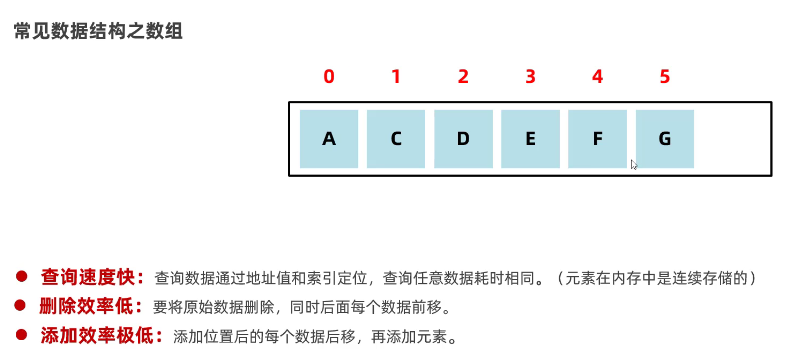 常见数据结构之数组
0 1 2 3 4 5
A C D E F G
● 查询速度快：查询数据通过地址值和索引定位，查询任意数据耗时相同。（元素在内存中是连续存储的）
● 删除效率低：要将原始数据删除，同时后面每个数据前移。
● 添加效率极低：添加位置后的每个数据后移，再添加元素。